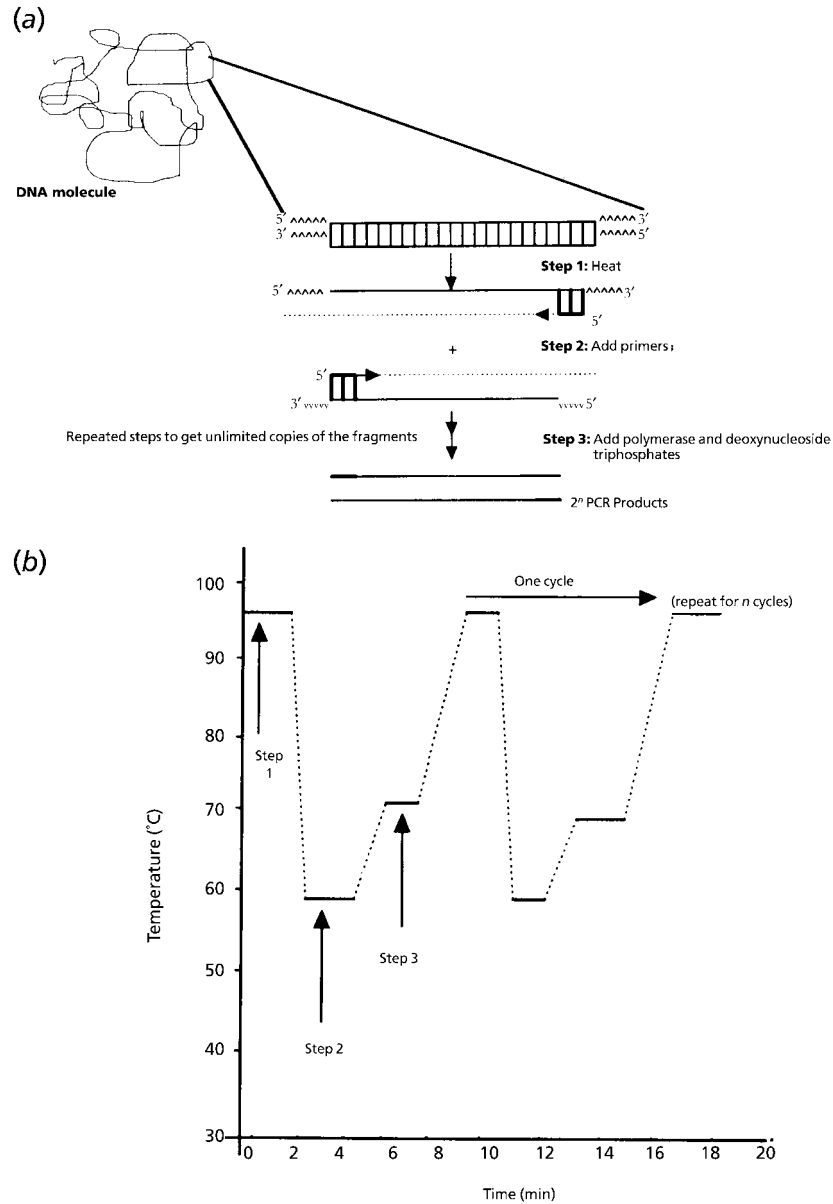 (a)
DNA molecule
5′ ^^^^^ ^^^^^3′
3′ ^^^^^ ^^^^^5′
Step 1: Heat
5′ ^^^^^ ^^^^^3′
5′
+
Step 2: Add primers;
5′
3′ vvvvv vvvvv5′
Repeated steps to get unlimited copies of the fragments
Step 3: Add polymerase and deoxynucleoside
triphosphates
2ⁿ PCR Products
(b)
100
90
80
70
60
50
40
30
Temperature (°C)
One cycle
(repeat for n cycles)
Step
1
Step 2
Step 3
0 2 4 6 8 10 12 14 16 18 20
Time (min)